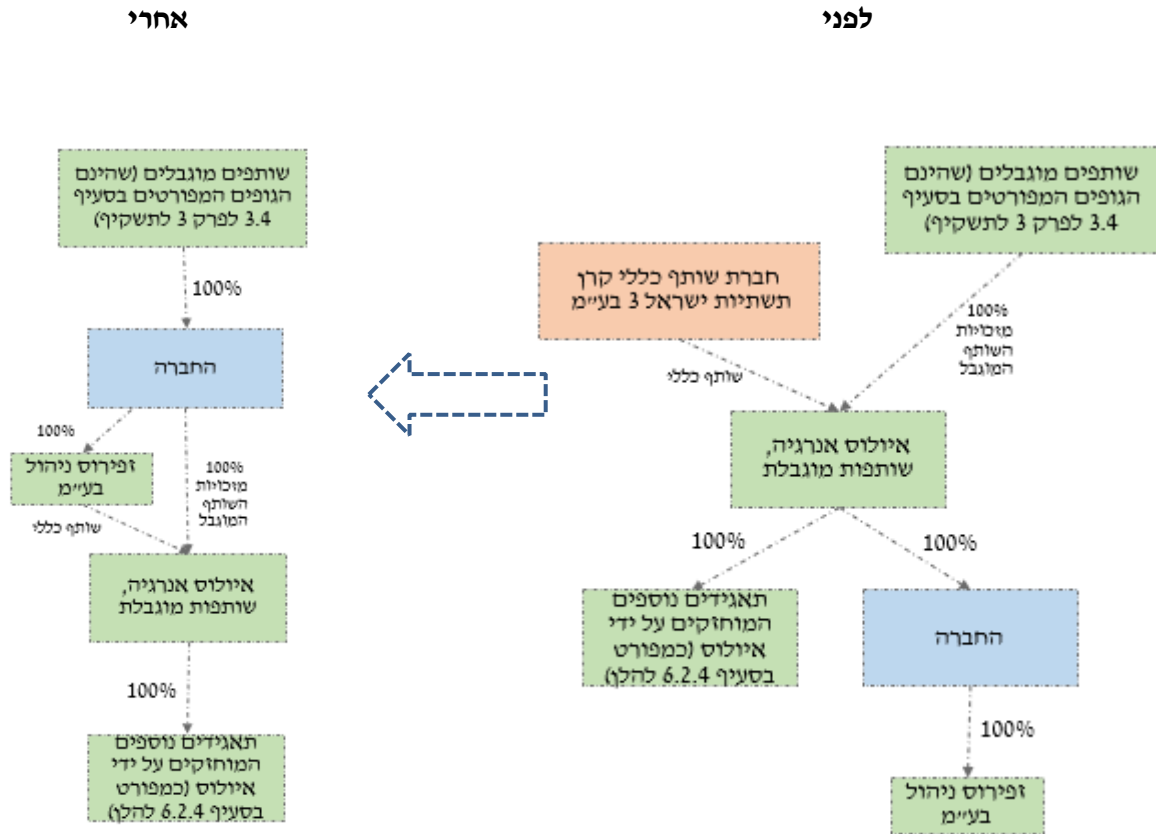 לפני
שותפים מוגבלים (שהינם
הגופים המפורטים בסעיף
3.4 לפרק 3 לתשקיף)
חברת שותף כללי קרן
תשתיות ישראל 3 בע״מ
100%
מזכויות
השותף
המוגבל
שותף כללי
איולוס אנרגיה,
שותפות מוגבלת
100%
100%
תאגידים נוספים
המוחזקים על ידי
איולוס (כמפורט
בסעיף 6.2.4 להלן)
החברה
100%
זפירוס ניהול
בע״מ
אחרי
שותפים מוגבלים (שהינם
הגופים המפורטים בסעיף
3.4 לפרק 3 לתשקיף)
100%
החברה
100%
זפירוס ניהול
בע״מ
100%
מזכויות
השותף
המוגבל
שותף כללי
איולוס אנרגיה,
שותפות מוגבלת
100%
תאגידים נוספים
המוחזקים על ידי
איולוס (כמפורט
בסעיף 6.2.4 להלן)